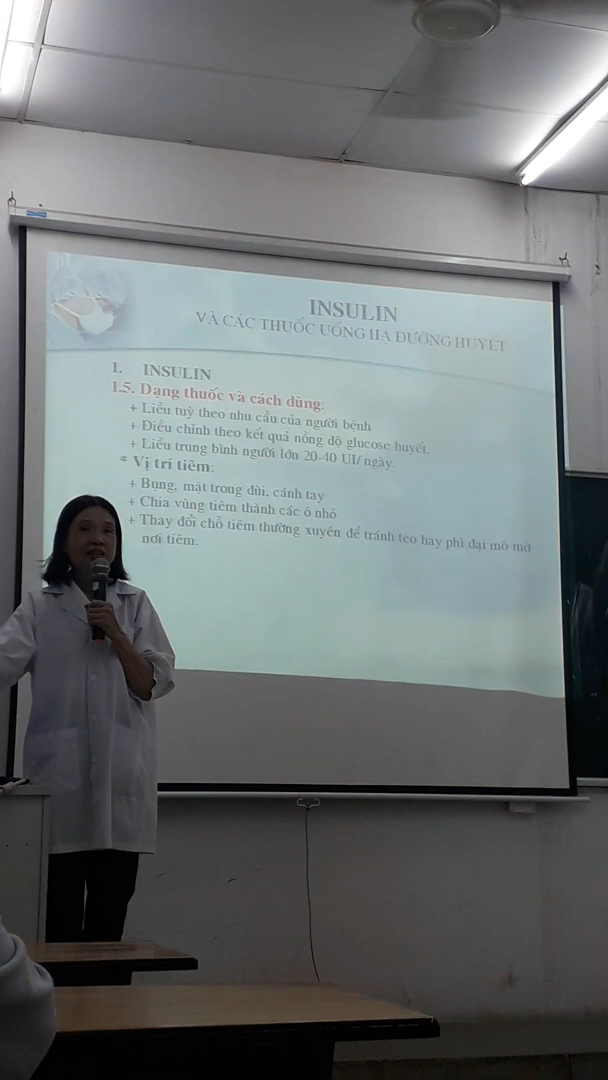 INSULIN
VÀ CÁC THUỐC UỐNG HẠ ĐƯỜNG HUYẾT
1. INSULIN
1.5. Dạng thuốc và cách dùng:
+ Liều tuỳ theo nhu cầu của người bệnh
+ Điều chỉnh theo kết quả nồng độ glucose huyết.
+ Liều trung bình người lớn 20-40 UI/ ngày.
* Vị trí tiêm:
+ Bụng, mặt trong đùi, cánh tay
+ Chia vùng tiêm thành các ô nhỏ
+ Thay đổi chỗ tiêm thường xuyên để tránh teo hay phì đại mô mỡ
nơi tiêm.